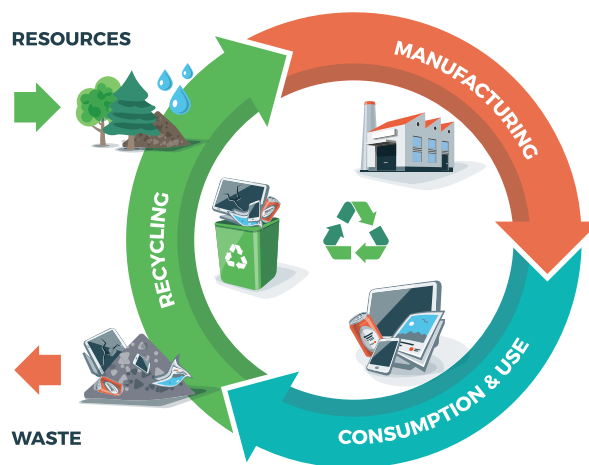 RESOURCES
MANUFACTURING
RECYCLING
CONSUMPTION & USE
WASTE